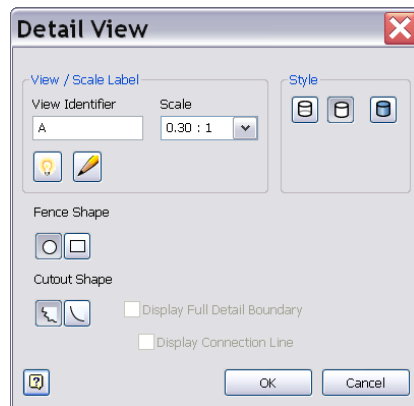 Detail View
View / Scale Label
Style
View Identifier
Scale
A
0.30 : 1
Fence Shape
Cutout Shape
Display Full Detail Boundary
Display Connection Line
?
OK
Cancel